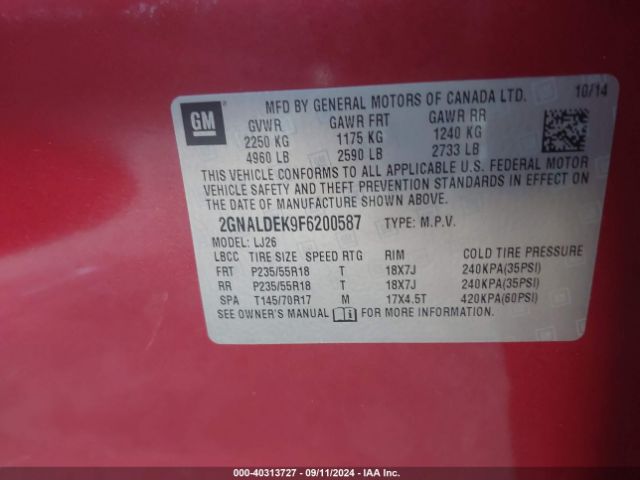 GM
MFD BY GENERAL MOTORS OF CANADA LTD. 10/14
GVWR GAWR FRT GAWR RR
2250 KG 1175 KG 1240 KG
4960 LB 2590 LB 2733 LB
THIS VEHICLE CONFORMS TO ALL APPLICABLE U.S. FEDERAL MOTOR
VEHICLE SAFETY AND THEFT PREVENTION STANDARDS IN EFFECT ON
THE DATE OF MANUFACTURE SHOWN ABOVE.
2GNALDEK9F6200587 TYPE: M.P.V.
MODEL: LJ26
LBCC TIRE SIZE SPEED RTG RIM COLD TIRE PRESSURE
FRT P235/55R18 T 18X7J 240KPA(35PSI)
RR P235/55R18 T 18X7J 240KPA(35PSI)
SPA T145/70R17 M 17X4.5T 420KPA(60PSI)
SEE OWNER'S MANUAL FOR MORE INFORMATION.
000-40313727 - 09/11/2024 - IAAI.com